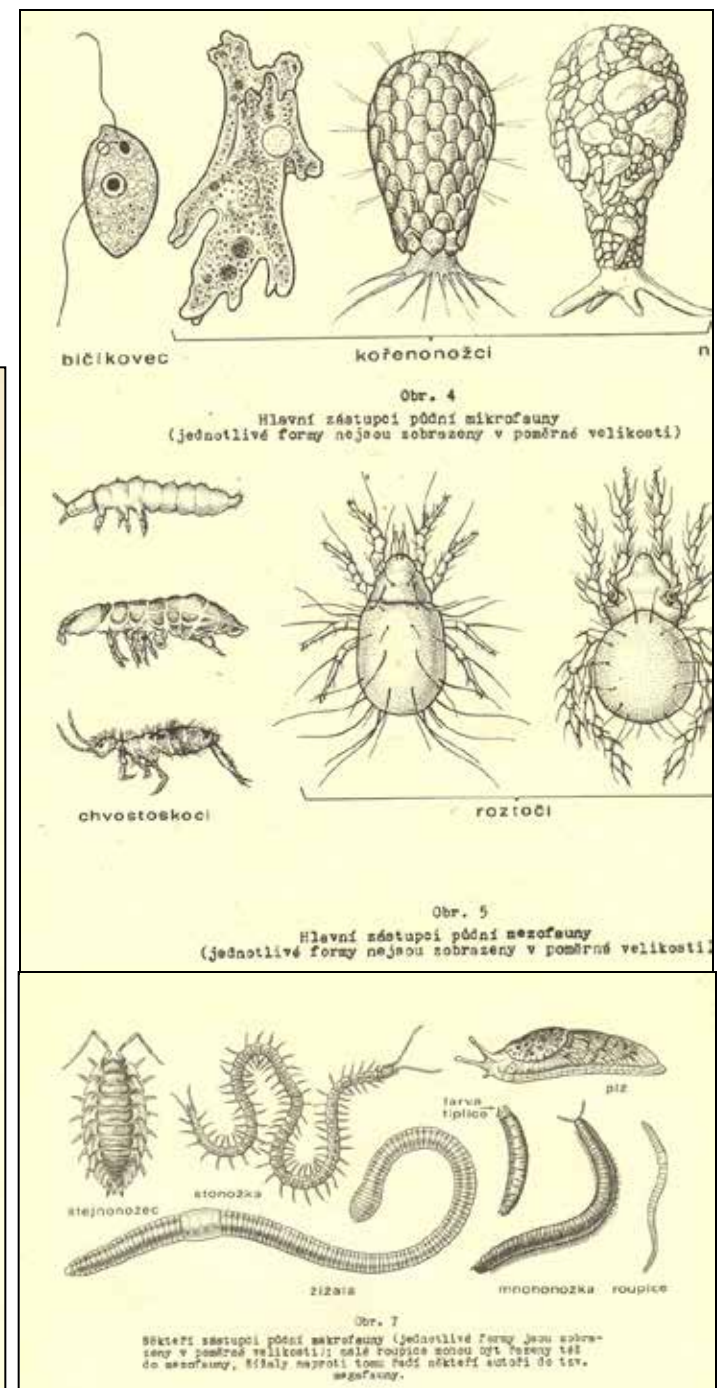 bičíkovec
kořenonožci
n
Obr. 4
Hlavní zástupci půdní mikrofauny
(jednotlivé formy nejsou zobrazeny v poměrné velikosti)
chvostoskoci
roztoči
Obr. 5
Hlavní zástupci půdní mezofauny
(jednotlivé formy nejsou zobrazeny v poměrné velikosti)
stejnonožec
stonožka
plž
larva
tiplice
žížala
mnohonožka
roupice
Obr. 7
Někteří zástupci půdní makrofauny (jednotlivé formy jsou zobra-
zeny v poměrné velikosti); malé roupice mohou být řazeny též
do mezofauny, žížaly naproti tomu řadí někteří autoři do tzv.
megafauny.